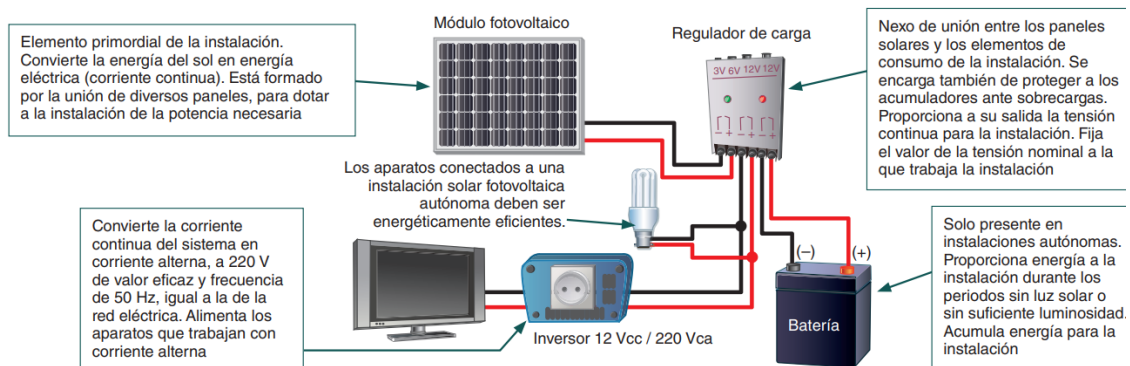 Elemento primordial de la instalación.
Convierte la energía del sol en energía
eléctrica (corriente continua). Está formado
por la unión de diversos paneles, para dotar
a la instalación de la potencia necesaria
Módulo fotovoltaico
Regulador de carga
3V 6V 12V 12V
– + – + – +
Nexo de unión entre los paneles
solares y los elementos de
consumo de la instalación. Se
encarga también de proteger a los
acumuladores ante sobrecargas.
Proporciona a su salida la tensión
continua para la instalación. Fija
el valor de la tensión nominal a la
que trabaja la instalación
Los aparatos conectados a una
instalación solar fotovoltaica
autónoma deben ser
energéticamente eficientes.
Convierte la corriente
continua del sistema en
corriente alterna, a 220 V
de valor eficaz y frecuencia
de 50 Hz, igual a la de la
red eléctrica. Alimenta los
aparatos que trabajan con
corriente alterna
Inversor 12 Vcc / 220 Vca
(–) (+)
Batería
Solo presente en
instalaciones autónomas.
Proporciona energía a la
instalación durante los
periodos sin luz solar o
sin suficiente luminosidad.
Acumula energía para la
instalación